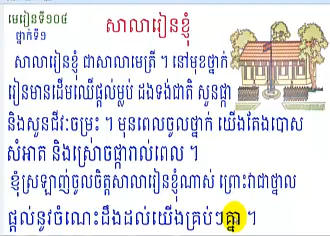 មេរៀនទី១០៤
ថ្នាក់ទី១
សាលារៀនខ្ញុំ
សាលារៀនខ្ញុំ ជាសាលាមេត្រី ។ នៅមុខថ្នាក់
រៀនមានដើមឈើផ្ដល់ម្លប់ ដងទង់ជាតិ សួនផ្កា
និងសួនជីវៈចម្រុះ ។ មុនពេលចូលថ្នាក់ យើងតែងបោស
សំអាត និងស្រោចផ្ការាល់ពេល ។
ខ្ញុំស្រឡាញ់ចូលចិត្តសាលារៀនខ្ញុំណាស់ ព្រោះវាជាថ្នាល
ផ្ដល់នូវចំណេះដឹងដល់យើងគ្រប់ៗគ្នា ។